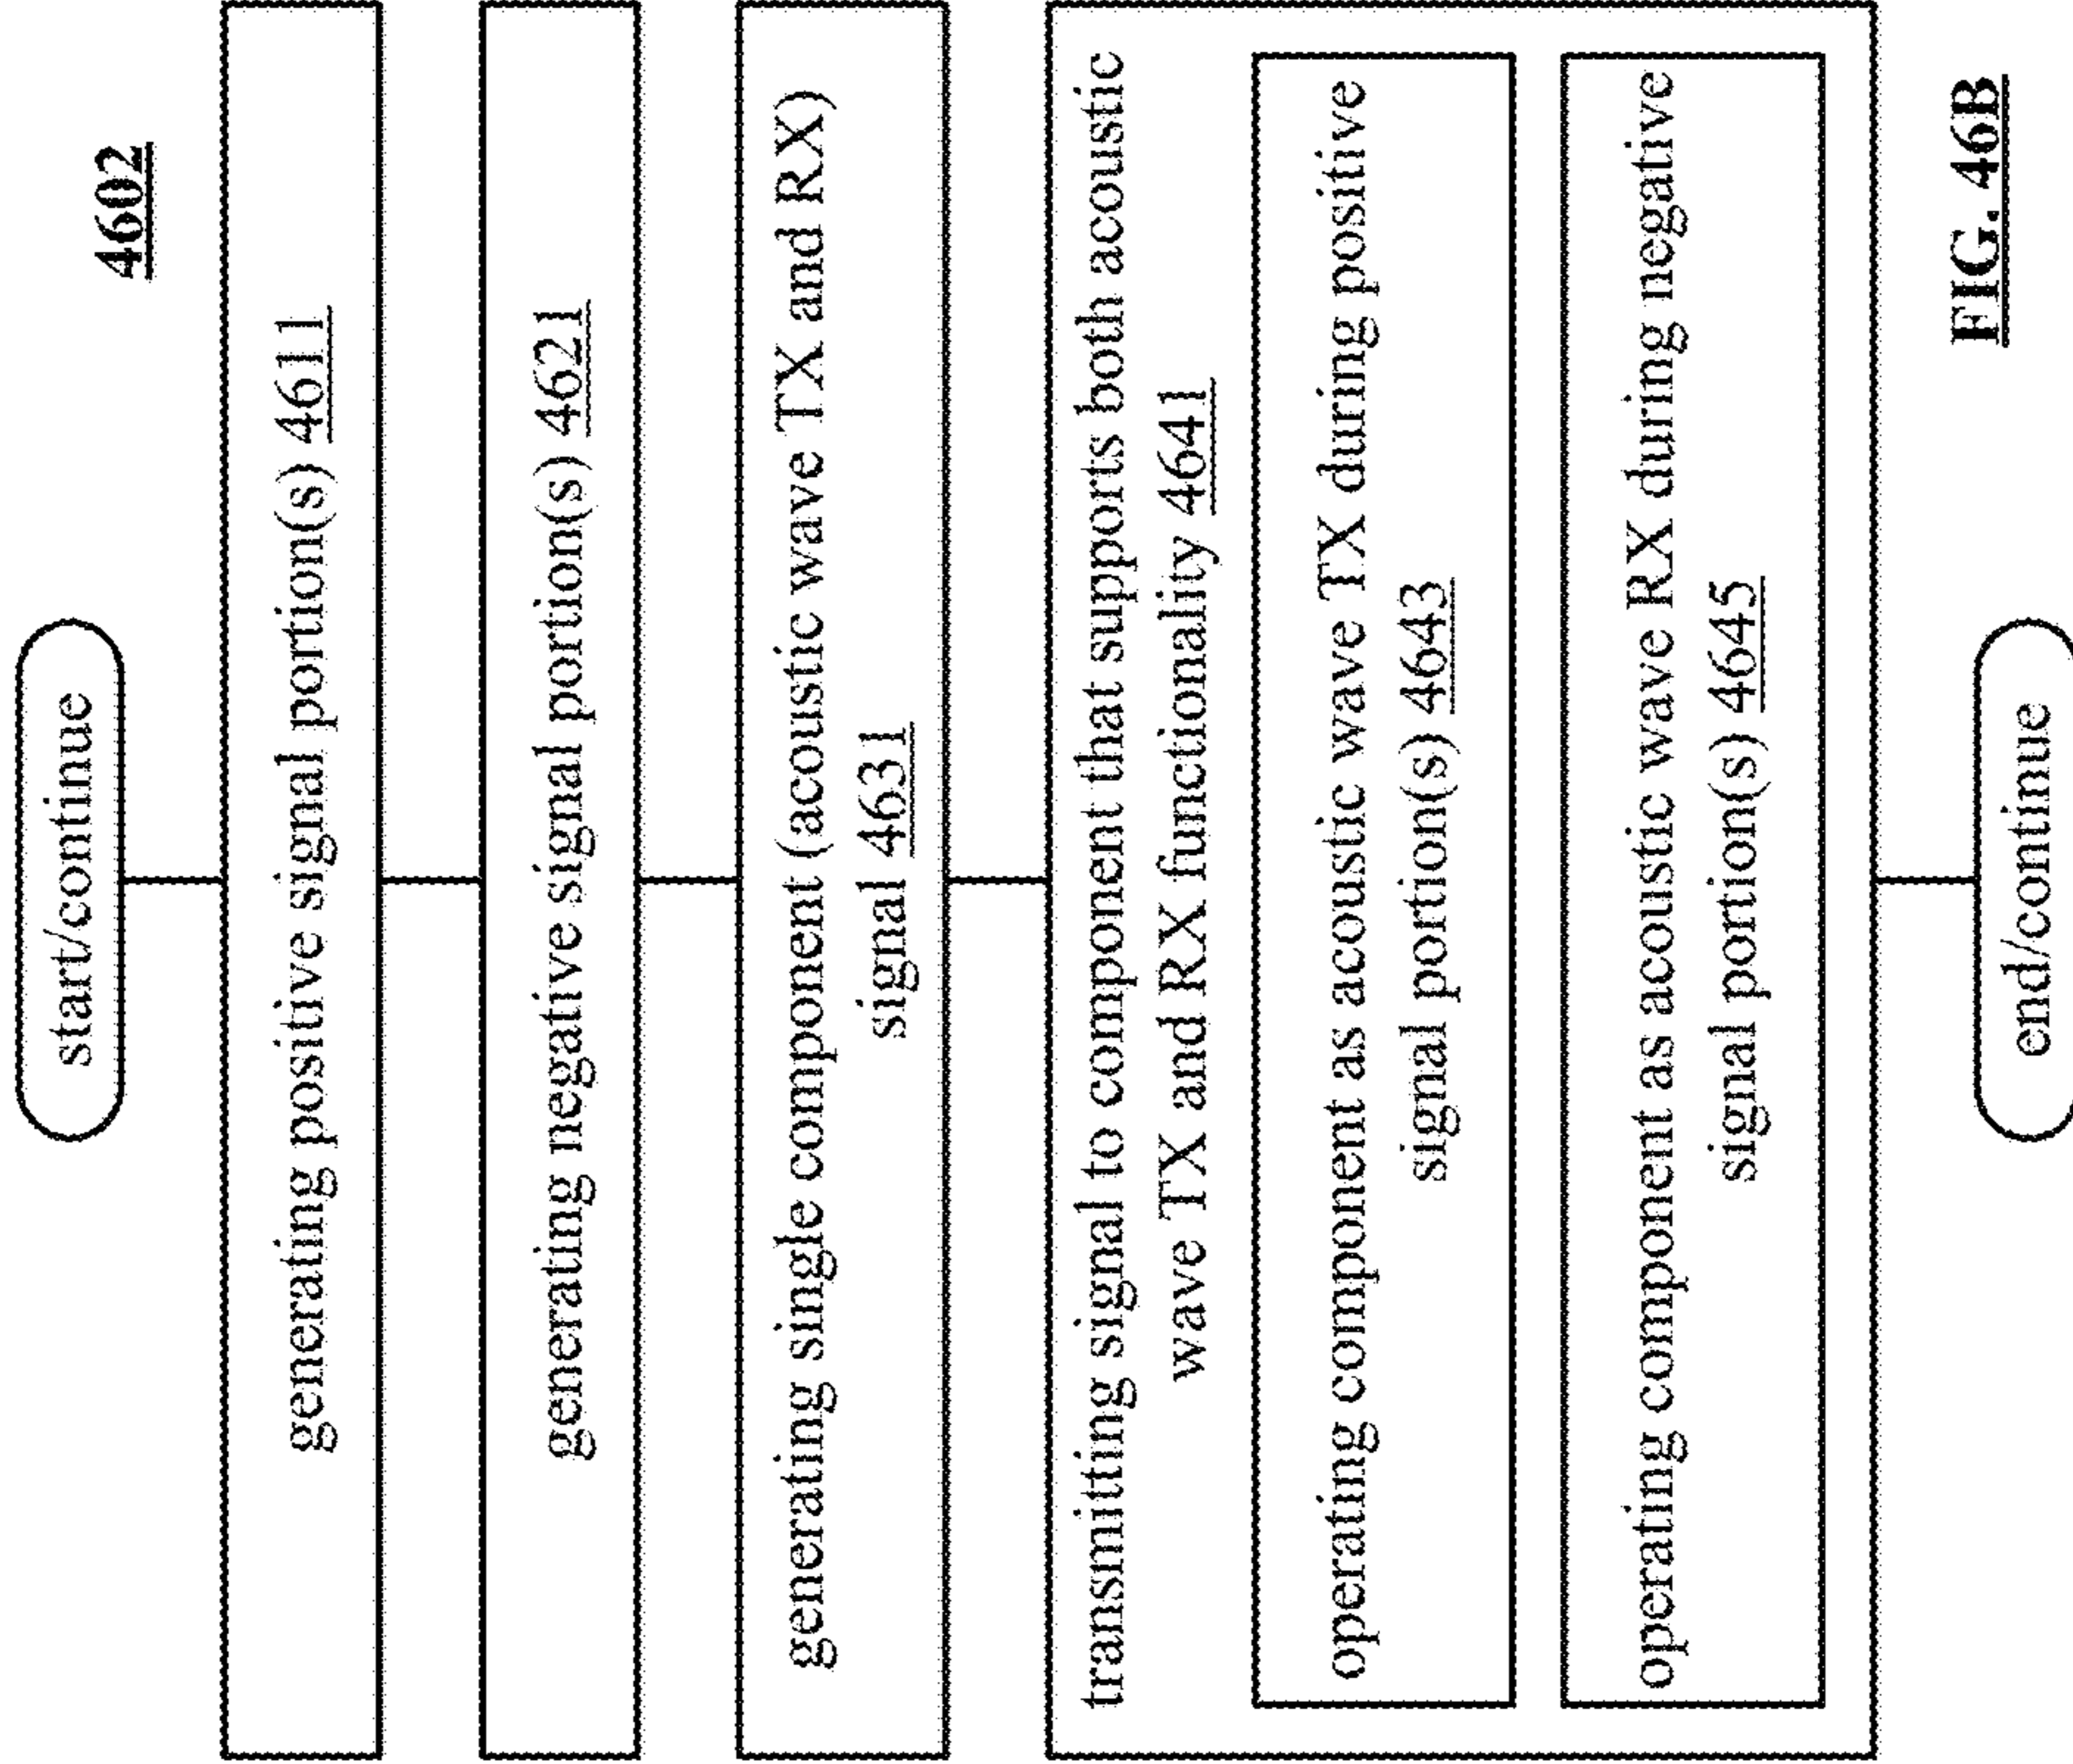 4602
start/continue
generating positive signal portion(s) 4611
generating negative signal portion(s) 4621
generating single component (acoustic wave TX and RX)
signal 4631
transmitting signal to component that supports both acoustic
wave TX and RX functionality 4641
operating component as acoustic wave TX during positive
signal portion(s) 4643
operating component as acoustic wave RX during negative
signal portion(s) 4645
end/continue
FIG. 46B